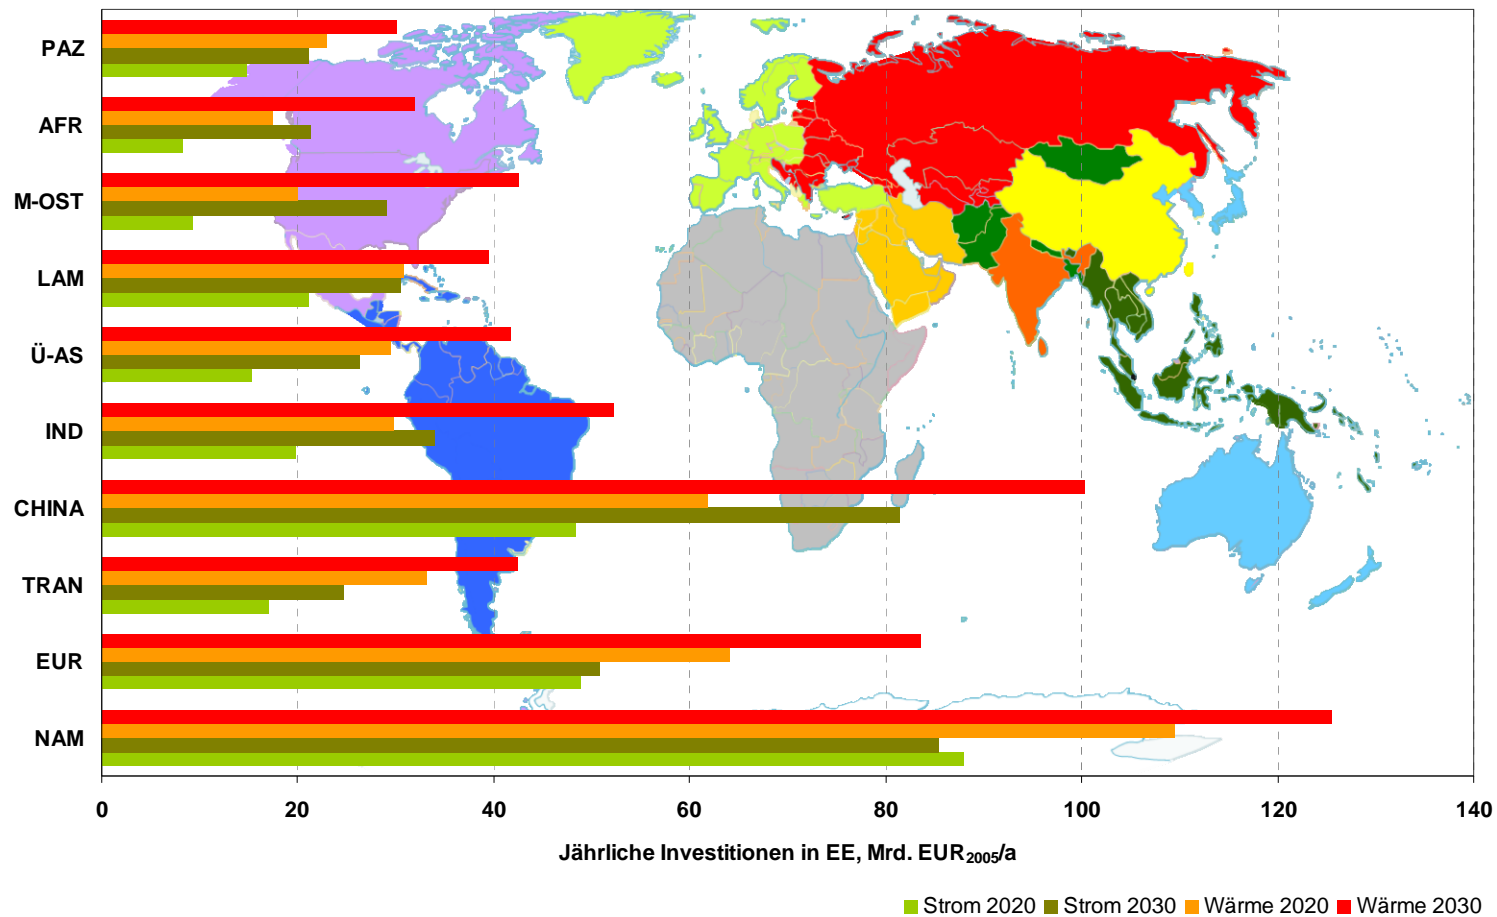 PAZ
AFR
M-OST
LAM
Ü-AS
IND
CHINA
TRAN
EUR
NAM
0 20 40 60 80 100 120 140
Jährliche Investitionen in EE, Mrd. EUR2005/a
Strom 2020 Strom 2030 Wärme 2020 Wärme 2030